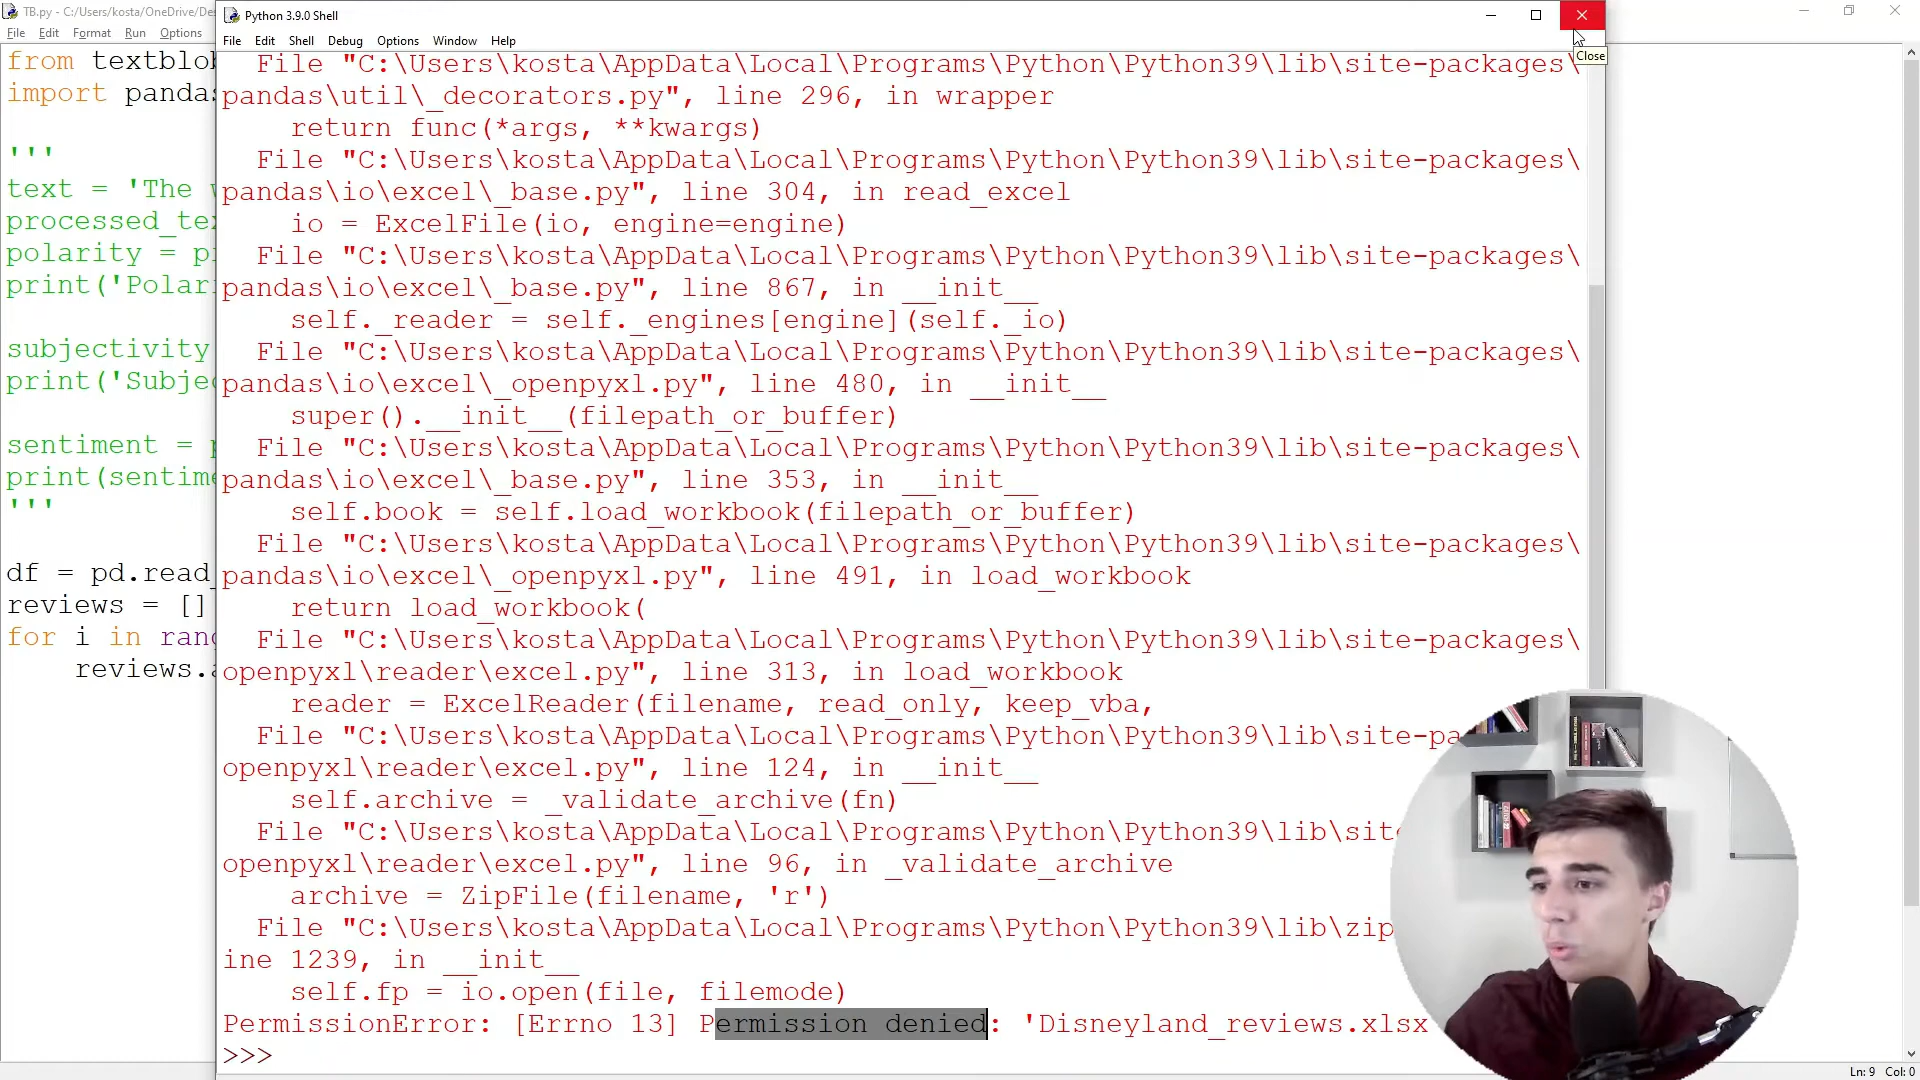 TB.py - C:/Users/kosta/OneDrive/Des
File Edit Format Run Options
from textblob
import pandas
'''
text = 'The
processed_tex
polarity = p
print('Polar
subjectivity
print('Subje
sentiment =
print(sentime
'''
df = pd.read_
reviews = []
for i in rang
reviews.a
Python 3.9.0 Shell
File Edit Shell Debug Options Window Help
Close
File "C:\Users\kosta\AppData\Local\Programs\Python\Python39\lib\site-packages\
pandas\util\_decorators.py", line 296, in wrapper
return func(*args, **kwargs)
File "C:\Users\kosta\AppData\Local\Programs\Python\Python39\lib\site-packages\
pandas\io\excel\_base.py", line 304, in read_excel
io = ExcelFile(io, engine=engine)
File "C:\Users\kosta\AppData\Local\Programs\Python\Python39\lib\site-packages\
pandas\io\excel\_base.py", line 867, in __init__
self._reader = self._engines[engine](self._io)
File "C:\Users\kosta\AppData\Local\Programs\Python\Python39\lib\site-packages\
pandas\io\excel\_openpyxl.py", line 480, in __init__
super().__init__(filepath_or_buffer)
File "C:\Users\kosta\AppData\Local\Programs\Python\Python39\lib\site-packages\
pandas\io\excel\_base.py", line 353, in __init__
self.book = self.load_workbook(filepath_or_buffer)
File "C:\Users\kosta\AppData\Local\Programs\Python\Python39\lib\site-packages\
pandas\io\excel\_openpyxl.py", line 491, in load_workbook
return load_workbook(
File "C:\Users\kosta\AppData\Local\Programs\Python\Python39\lib\site-packages\
openpyxl\reader\excel.py", line 313, in load_workbook
reader = ExcelReader(filename, read_only, keep_vba,
File "C:\Users\kosta\AppData\Local\Programs\Python\Python39\lib\site-pa
openpyxl\reader\excel.py", line 124, in __init__
self.archive = _validate_archive(fn)
File "C:\Users\kosta\AppData\Local\Programs\Python\Python39\lib\site
openpyxl\reader\excel.py", line 96, in _validate_archive
archive = ZipFile(filename, 'r')
File "C:\Users\kosta\AppData\Local\Programs\Python\Python39\lib\zip
ine 1239, in __init__
self.fp = io.open(file, filemode)
PermissionError: [Errno 13] Permission denied: 'Disneyland_reviews.xlsx
>>>
Ln: 9 Col: 0